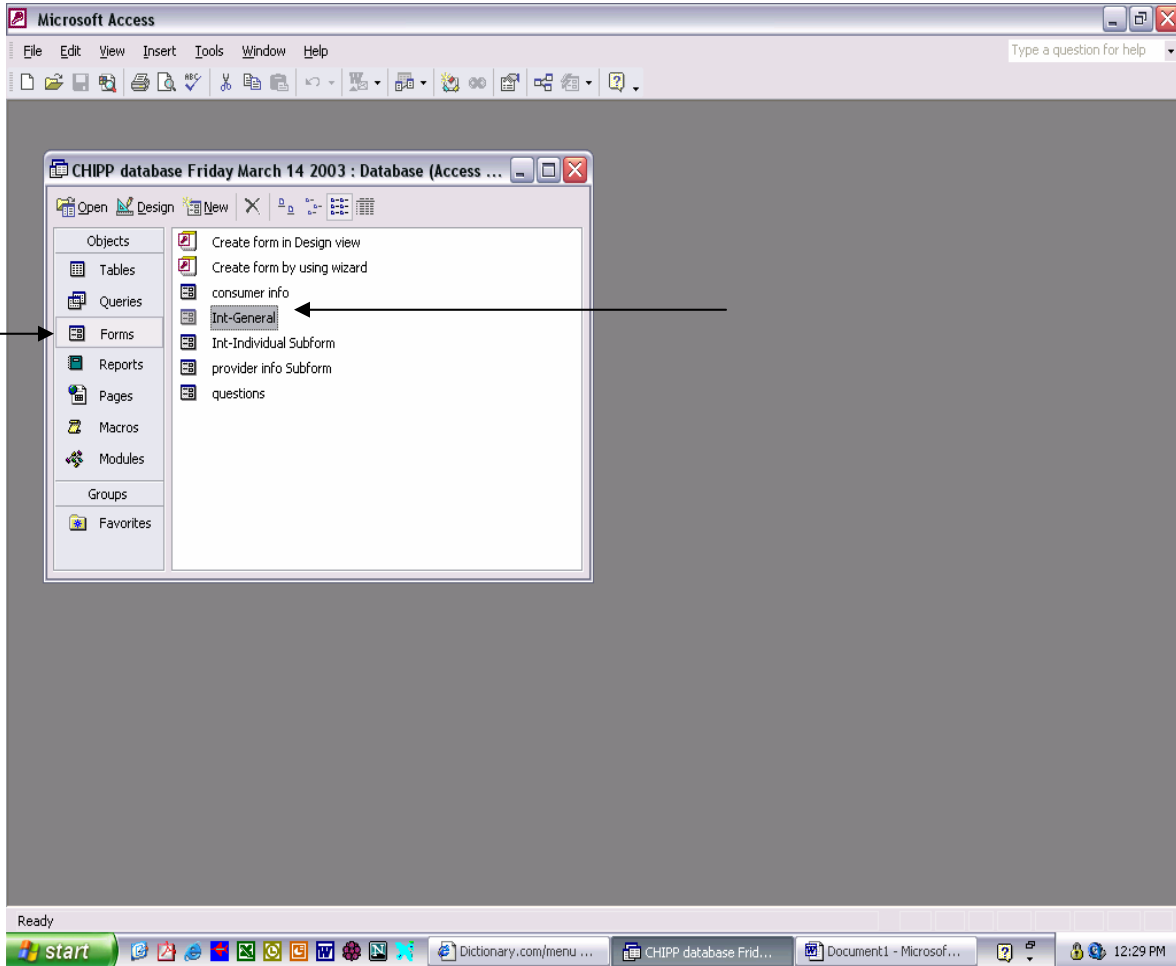 Microsoft Access
File Edit View Insert Tools Window Help
Type a question for help
CHIPP database Friday March 14 2003 : Database (Access ...
Open Design New
Objects
Tables
Queries
Forms
Reports
Pages
Macros
Modules
Groups
Favorites
Create form in Design view
Create form by using wizard
consumer info
Int-General
Int-Individual Subform
provider info Subform
questions
Ready
start
Dictionary.com/menu ...
CHIPP database Frid...
Document1 - Microsof...
12:29 PM